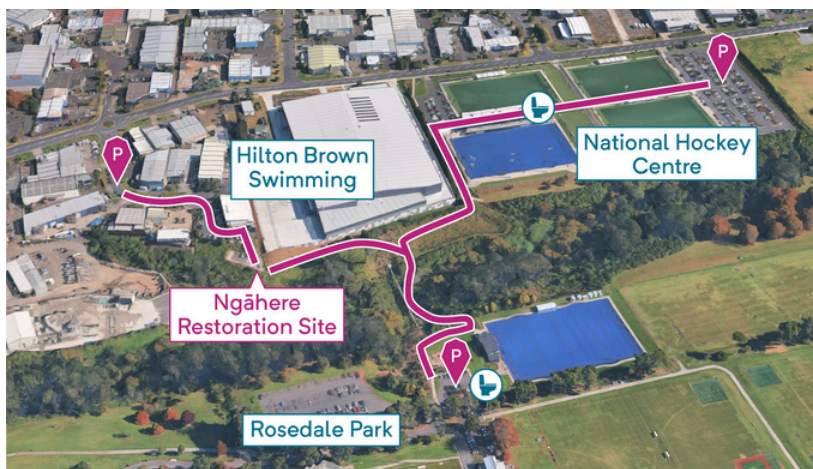 P
P
Hilton Brown
Swimming
National Hockey
Centre
Ngāhere
Restoration Site
P
Rosedale Park